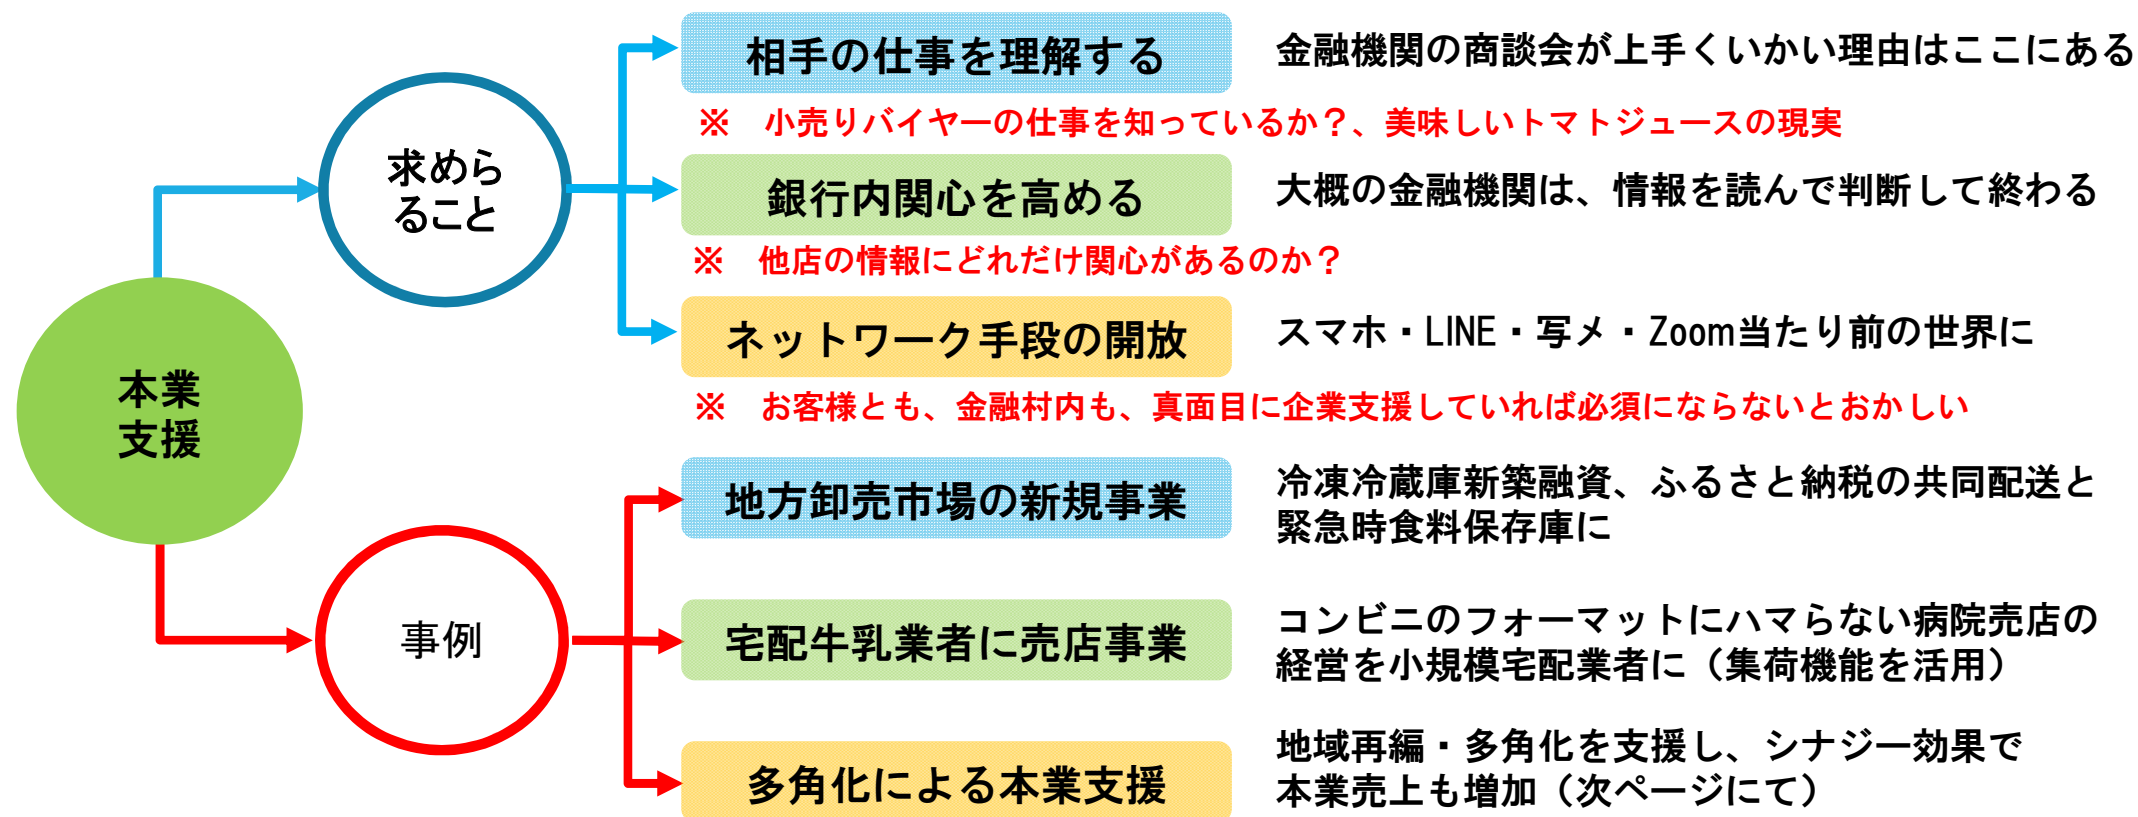 相手の仕事を理解する
金融機関の商談会が上手くいかい理由はここにある
※ 小売りバイヤーの仕事を知っているか？、美味しいトマトジュースの現実
求めら
ること
銀行内関心を高める
大概の金融機関は、情報を読んで判断して終わる
※ 他店の情報にどれだけ関心があるのか？
ネットワーク手段の開放
スマホ・LINE・写メ・Zoom当たり前の世界に
※ お客様とも、金融村内も、真面目に企業支援していれば必須にならないとおかしい
本業
支援
地方卸売市場の新規事業
冷凍冷蔵庫新築融資、ふるさと納税の共同配送と
緊急時食料保存庫に
事例
宅配牛乳業者に売店事業
コンビニのフォーマットにハマらない病院売店の
経営を小規模宅配業者に（集荷機能を活用）
多角化による本業支援
地域再編・多角化を支援し、シナジー効果で
本業売上も増加（次ページにて）